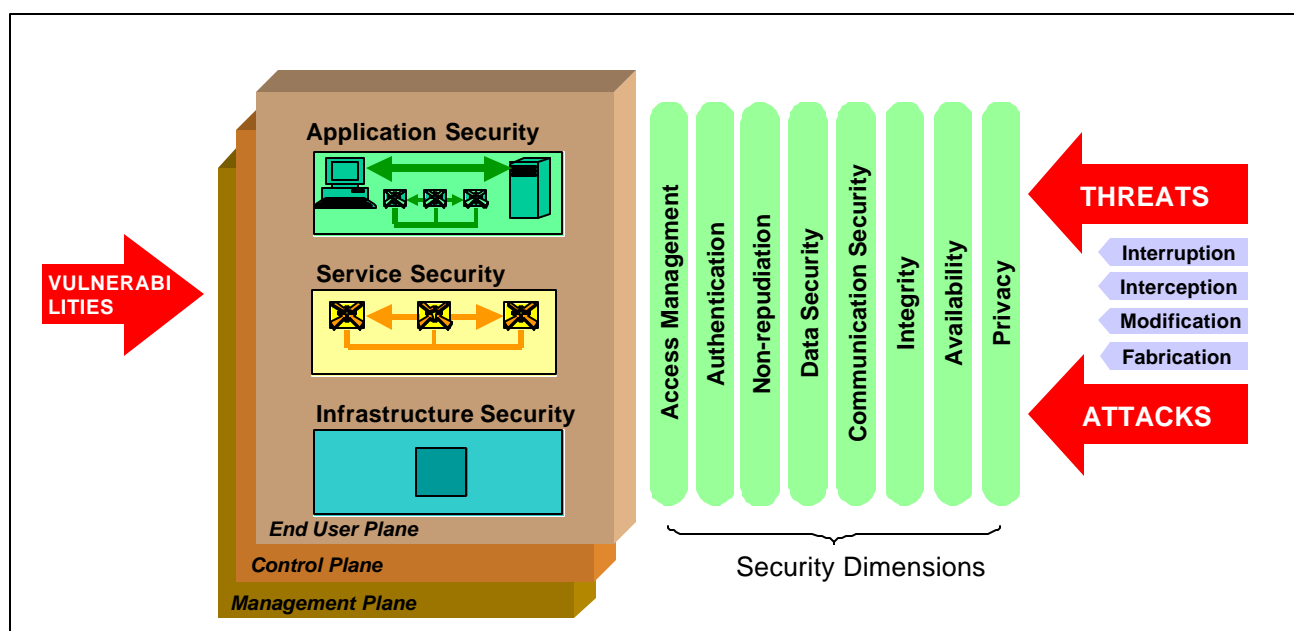 VULNERABI
LITIES
Application Security
Service Security
Infrastructure Security
End User Plane
Control Plane
Management Plane
Access Management
Authentication
Non-repudiation
Data Security
Communication Security
Integrity
Availability
Privacy
Security Dimensions
THREATS
Interruption
Interception
Modification
Fabrication
ATTACKS